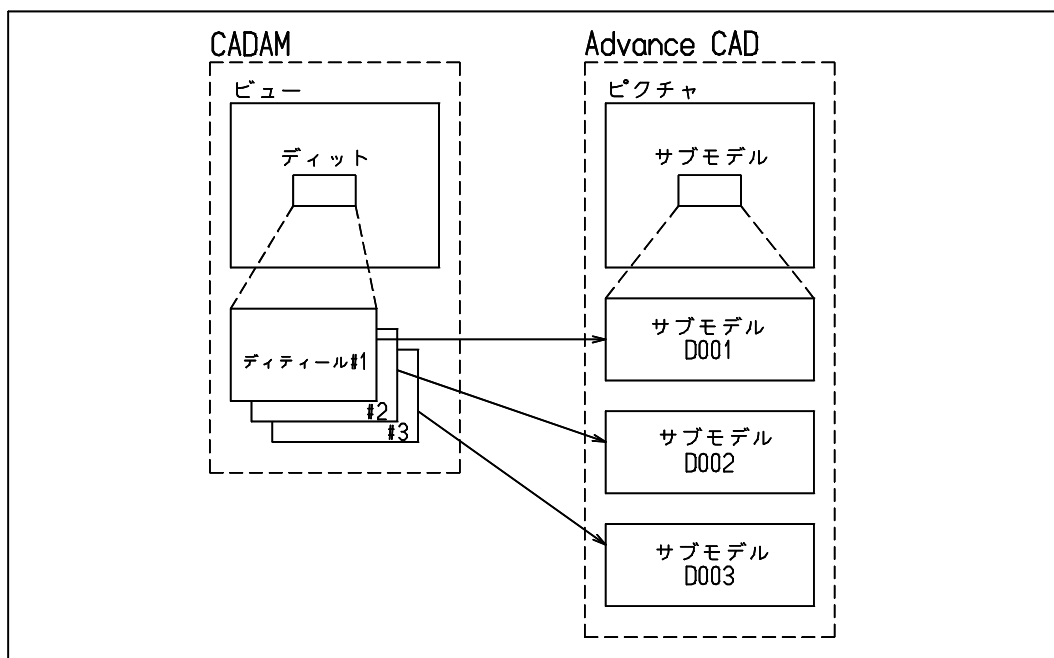 CADAM
ビュー
ディット
ディティール#1
#2
#3
Advance CAD
ピクチャ
サブモデル
サブモデル
D001
サブモデル
D002
サブモデル
D003